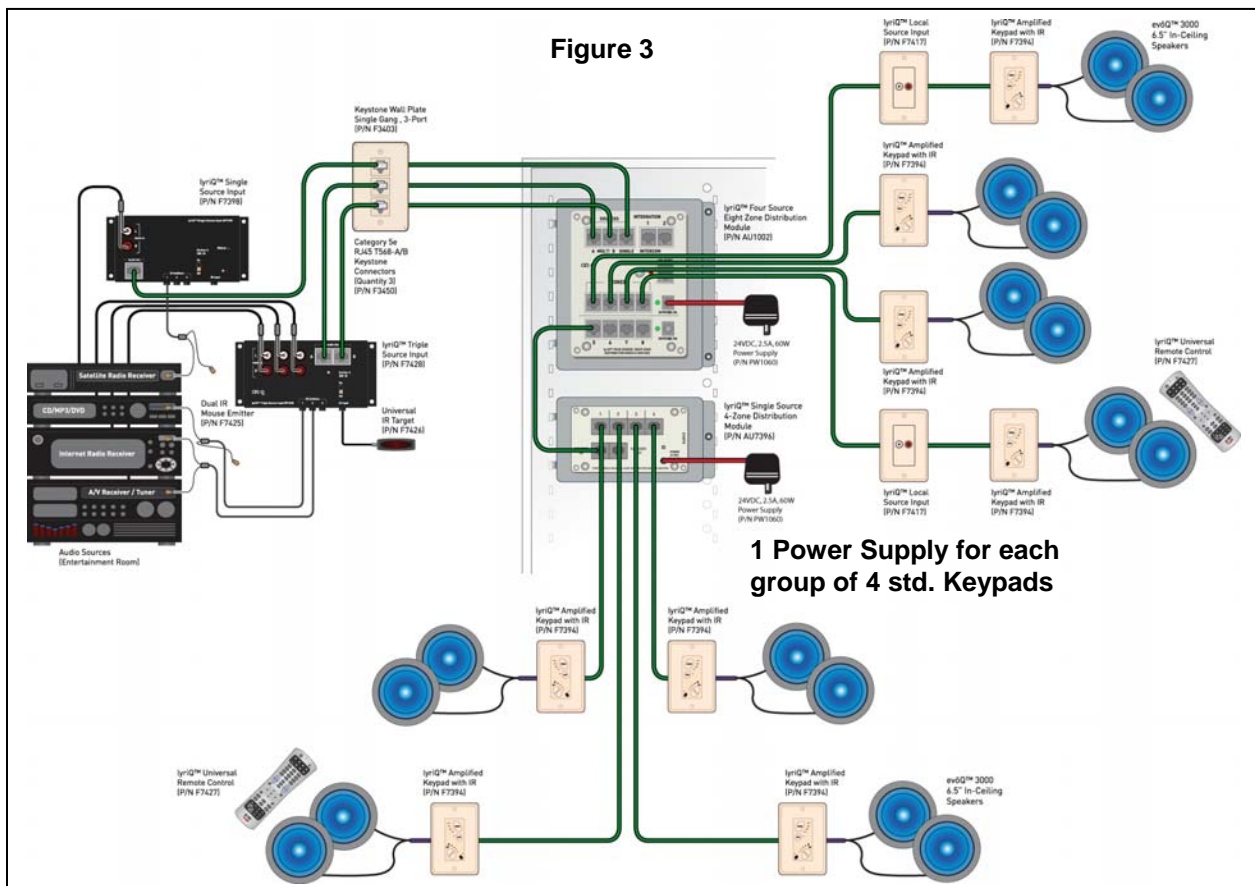 Figure 3
lyriQ™ Local
Source Input
(P/N F7417)
lyriQ™ Amplified
Keypad with IR
(P/N F7394)
ev6Q™ 3000
6.5" In-Ceiling
Speakers
Keystone Wall Plate
Single Gang , 3-Port
(P/N F3403)
lyriQ™ Amplified
Keypad with IR
(P/N F7394)
lyriQ™ Single
Source Input
(P/N F7398)
lyriQ™ Four Source
Eight Zone Distribution
Module
(P/N AU1002)
INTEGRATION
1 2
A MULTI B SINGLE
Category 5e
RJ45 T568-A/B
Keystone
Connectors
(Quantity 3)
(P/N F3450)
24VDC, 2.5A, 60W
Power Supply
(P/N PW1060)
5 6 7 8
lyriQ™ Triple
Source Input
(P/N F7428)
lyriQ™ Amplified
Keypad with IR
(P/N F7394)
lyriQ™ Universal
Remote Control
(P/N F7427)
Satellite Radio Receiver
CD/MP3/DVD
Internet Radio Receiver
A/V Receiver / Tuner
Audio Sources
(Entertainment Room)
Dual IR
Mouse Emitter
(P/N F7425)
Universal
IR Target
(P/N F7426)
lyriQ™ Single Source
4-Zone Distribution
Module
(P/N AU7396)
24VDC, 2.5A, 60W
Power Supply
(P/N PW1060)
lyriQ™ Local
Source Input
(P/N F7417)
lyriQ™ Amplified
Keypad with IR
(P/N F7394)
1 Power Supply for each
group of 4 std. Keypads
lyriQ™ Amplified
Keypad with IR
(P/N F7394)
lyriQ™ Amplified
Keypad with IR
(P/N F7394)
lyriQ™ Universal
Remote Control
(P/N F7427)
lyriQ™ Amplified
Keypad with IR
(P/N F7394)
lyriQ™ Amplified
Keypad with IR
(P/N F7394)
ev6Q™ 3000
6.5" In-Ceiling
Speakers